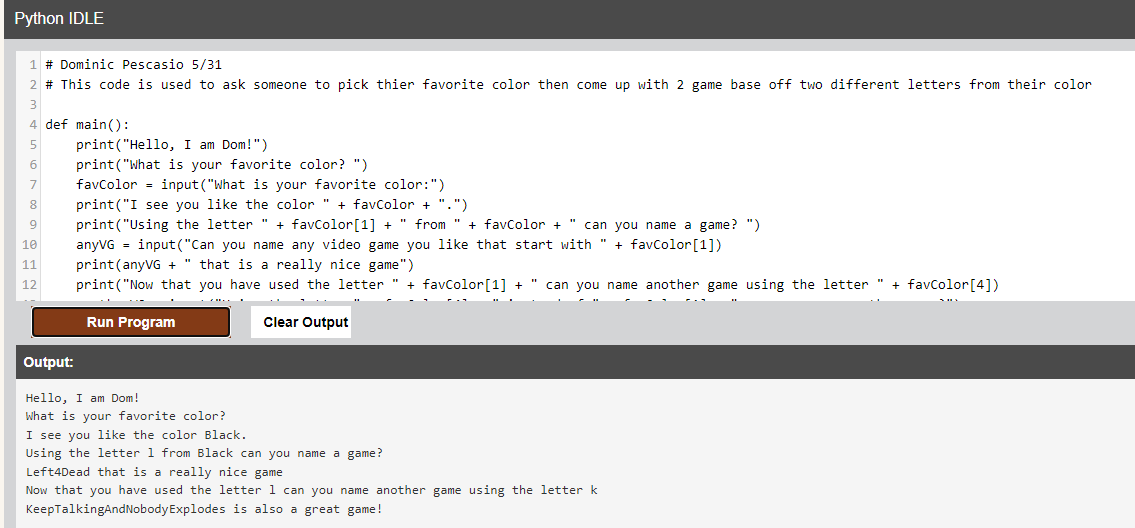 Python IDLE
1 # Dominic Pescasio 5/31
2 # This code is used to ask someone to pick thier favorite color then come up with 2 game base off two different letters from their color
3
4 def main():
5     print("Hello, I am Dom!")
6     print("What is your favorite color? ")
7     favColor = input("What is your favorite color:")
8     print("I see you like the color " + favColor + ".")
9     print("Using the letter " + favColor[1] + " from " + favColor + " can you name a game? ")
10     anyVG = input("Can you name any video game you like that start with " + favColor[1])
11     print(anyVG + " that is a really nice game")
12     print("Now that you have used the letter " + favColor[1] + " can you name another game using the letter " + favColor[4])
Run Program
Clear Output
Output:
Hello, I am Dom!
What is your favorite color?
I see you like the color Black.
Using the letter l from Black can you name a game?
Left4Dead that is a really nice game
Now that you have used the letter l can you name another game using the letter k
KeepTalkingAndNobodyExplodes is also a great game!